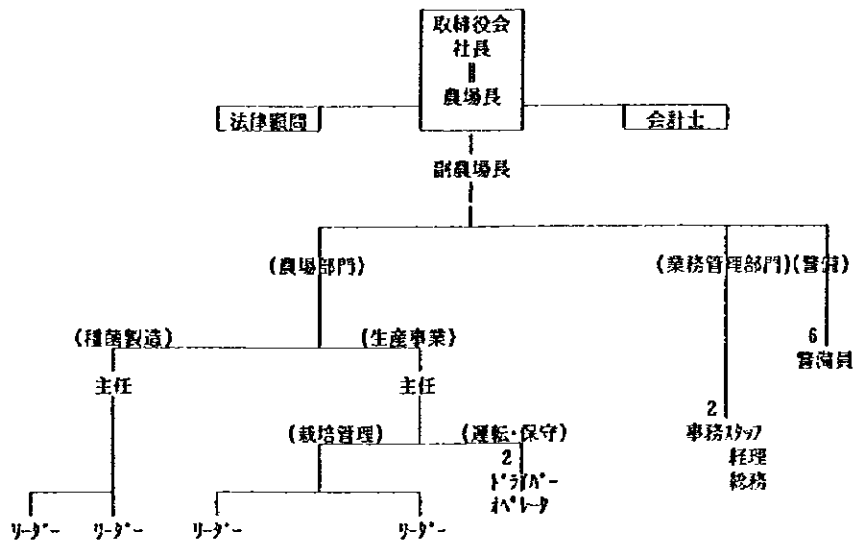 取締役会
社長
||
農場長
法律顧問
会計士
副農場長
(農場部門)
(業務管理部門)(警備)
(種菌製造)
(生産事業)
6
警備員
主任
主任
2
事務スタッフ
経理
総務
(栽培管理)
(運転・保守)
2
ドライバー
オペレータ
リーダー
リーダー
リーダー
リーダー